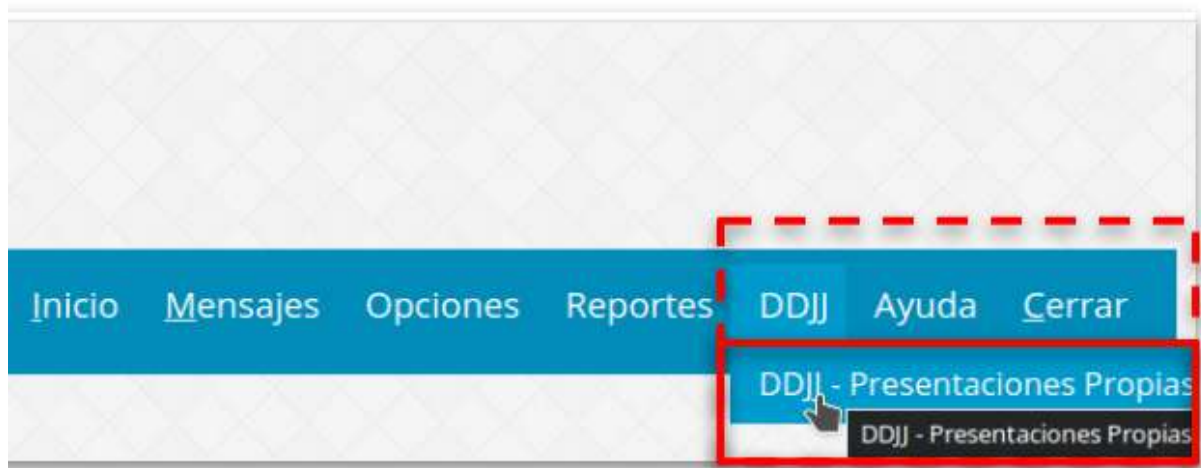 Inicio Mensajes Opciones Reportes DDJJ Ayuda Cerrar
DDJJ - Presentaciones Propias
DDJJ - Presentaciones Propias